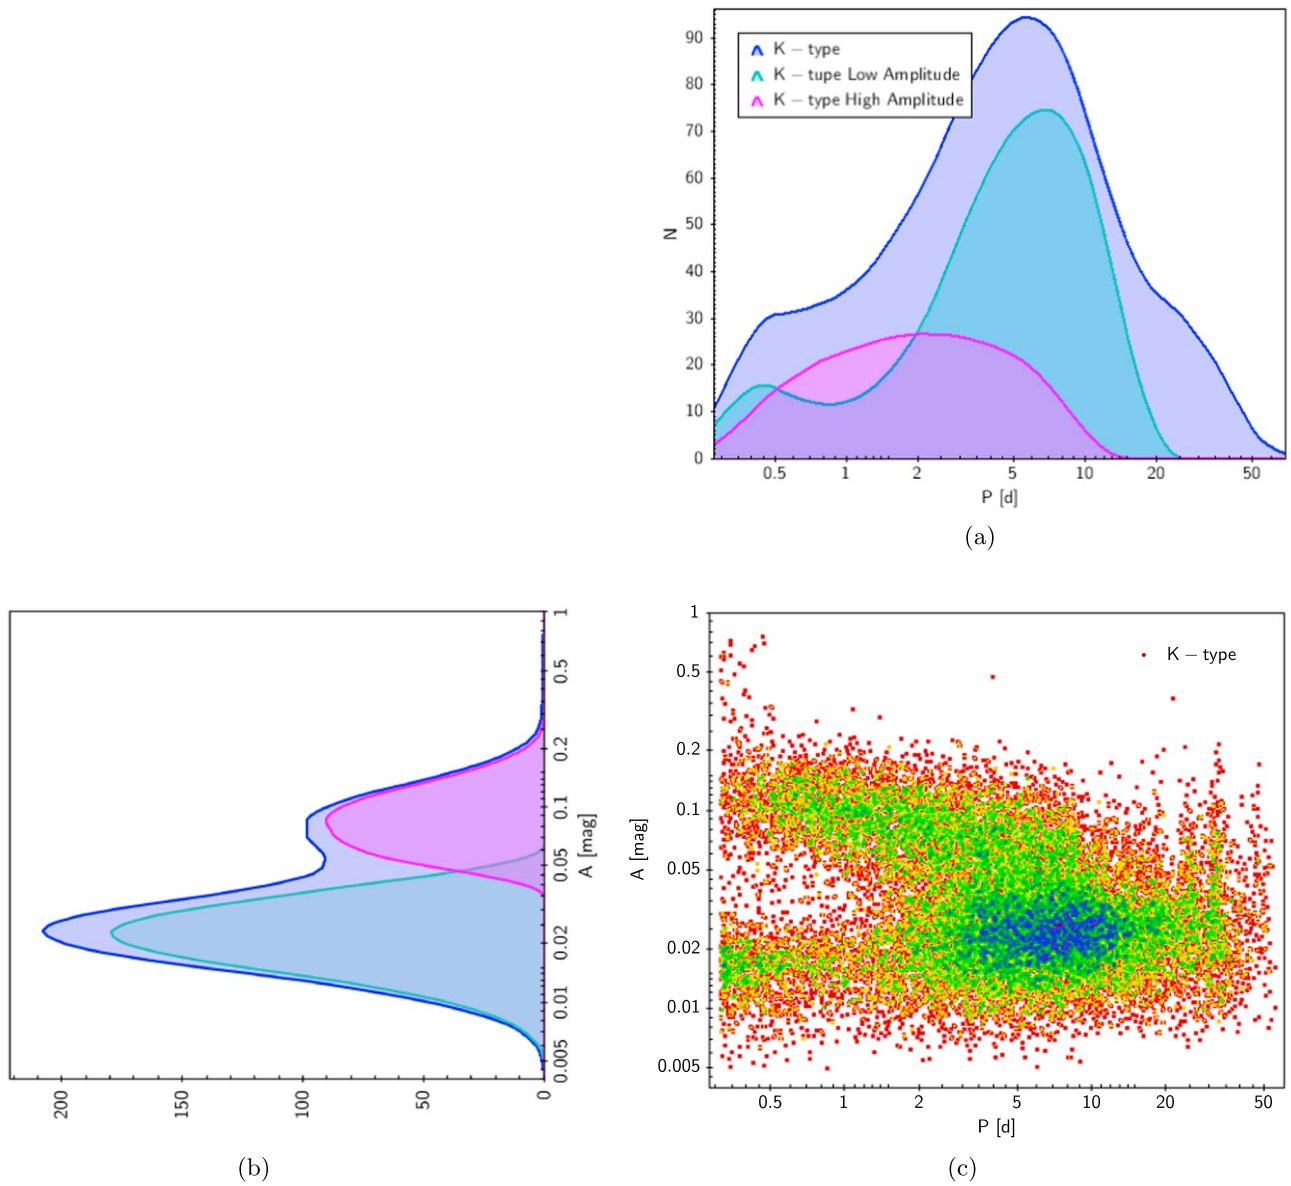 K – type
K – tupe Low Amplitude
K – type High Amplitude
90
80
70
60
50
40
30
20
10
0
N
0.5 1 2 5 10 20 50
P [d]
(a)
1
0.5
0.2
0.1
0.05
0.02
0.01
0.005
A [mag]
200 150 100 50 0
(b)
K – type
1
0.5
0.2
0.1
0.05
0.02
0.01
0.005
A [mag]
0.5 1 2 5 10 20 50
P [d]
(c)